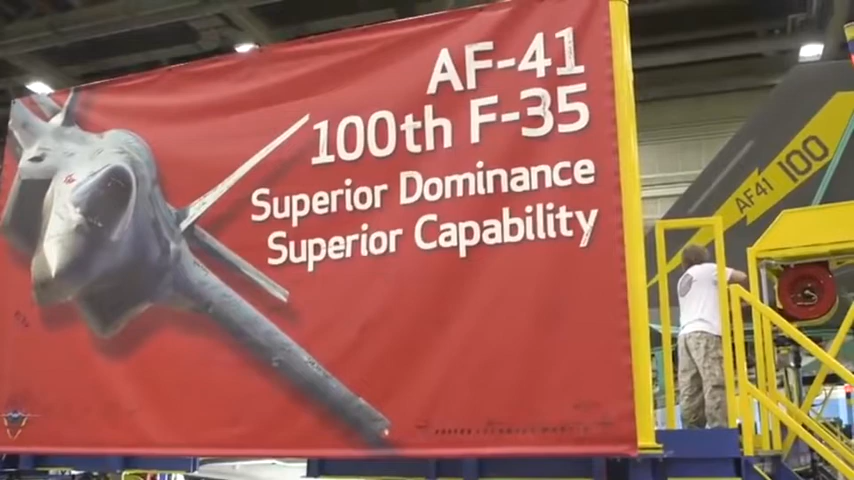 AF-41
100th F-35
Superior Dominance
Superior Capability
AF41 100